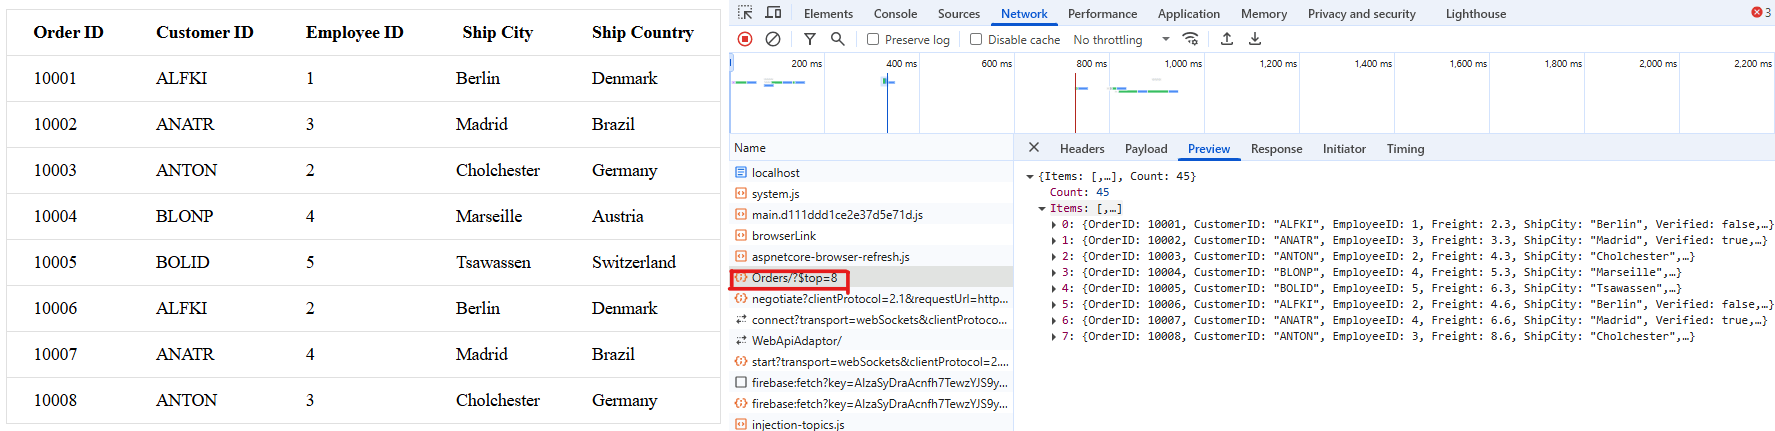 Order ID Customer ID Employee ID Ship City Ship Country
10001 ALFKI 1 Berlin Denmark
10002 ANATR 3 Madrid Brazil
10003 ANTON 2 Cholchester Germany
10004 BLONP 4 Marseille Austria
10005 BOLID 5 Tsawassen Switzerland
10006 ALFKI 2 Berlin Denmark
10007 ANATR 4 Madrid Brazil
10008 ANTON 3 Cholchester Germany
Elements Console Sources Network Performance Application Memory Privacy and security Lighthouse 3
Preserve log Disable cache No throttling
200 ms 400 ms 600 ms 800 ms 1,000 ms 1,200 ms 1,400 ms 1,600 ms 1,800 ms 2,000 ms 2,200 ms
Name
localhost
system.js
main.d111ddd1ce2e37d5e71d.js
browserLink
aspnetcore-browser-refresh.js
Orders/?$top=8
negotiate?clientProtocol=2.1&requestUrl=http...
connect?transport=webSockets&clientProtoco...
WebApiAdaptor/
start?transport=webSockets&clientProtocol=2....
firebase:fetch?key=AIzaSyDraAcnfh7TewzYJS9y...
firebase:fetch?key=AIzaSyDraAcnfh7TewzYJS9y...
injection-topics.js
Headers Payload Preview Response Initiator Timing
{Items: [,…], Count: 45}
Count: 45
Items: [,…]
0: {OrderID: 10001, CustomerID: "ALFKI", EmployeeID: 1, Freight: 2.3, ShipCity: "Berlin", Verified: false,…}
1: {OrderID: 10002, CustomerID: "ANATR", EmployeeID: 3, Freight: 3.3, ShipCity: "Madrid", Verified: true,…}
2: {OrderID: 10003, CustomerID: "ANTON", EmployeeID: 2, Freight: 4.3, ShipCity: "Cholchester",…}
3: {OrderID: 10004, CustomerID: "BLONP", EmployeeID: 4, Freight: 5.3, ShipCity: "Marseille",…}
4: {OrderID: 10005, CustomerID: "BOLID", EmployeeID: 5, Freight: 6.3, ShipCity: "Tsawassen",…}
5: {OrderID: 10006, CustomerID: "ALFKI", EmployeeID: 2, Freight: 4.6, ShipCity: "Berlin", Verified: false,…}
6: {OrderID: 10007, CustomerID: "ANATR", EmployeeID: 4, Freight: 6.6, ShipCity: "Madrid", Verified: true,…}
7: {OrderID: 10008, CustomerID: "ANTON", EmployeeID: 3, Freight: 8.6, ShipCity: "Cholchester",…}